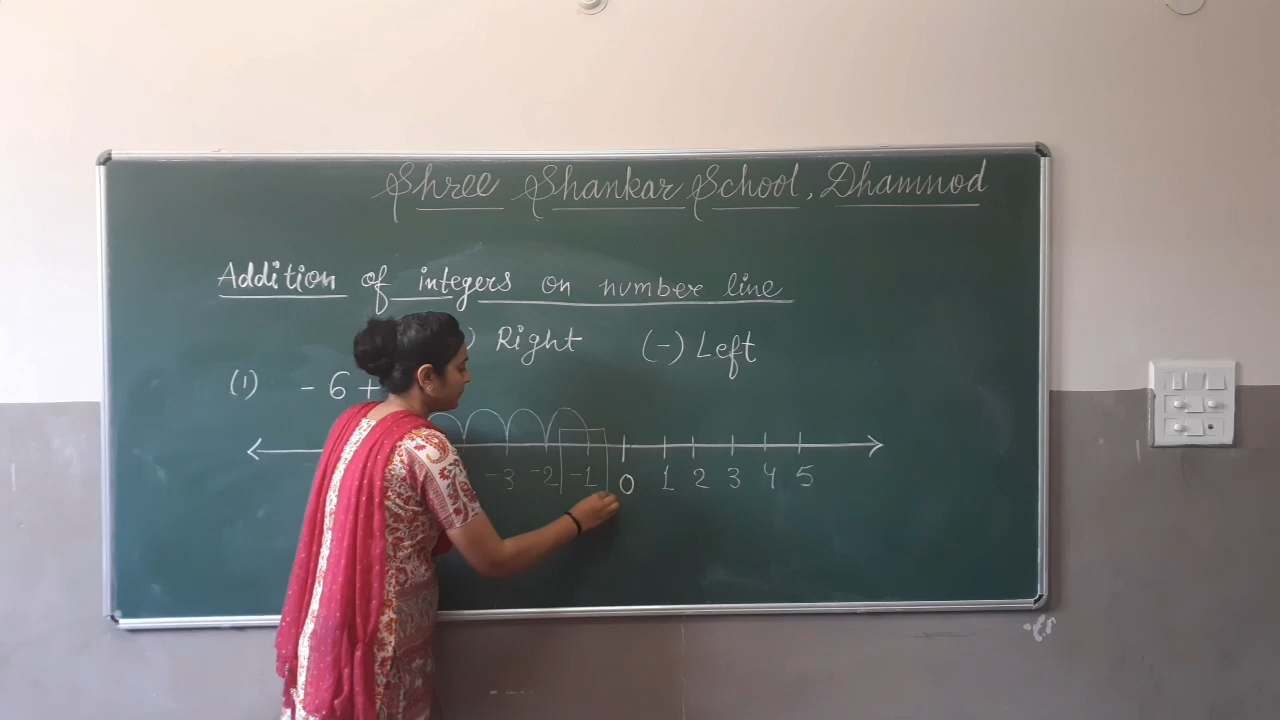 Shree Shankar School, Dhamnod
Addition of integers on number line
) Right (-) Left
(1) - 6 +
-3 -2 -1 0 1 2 3 4 5